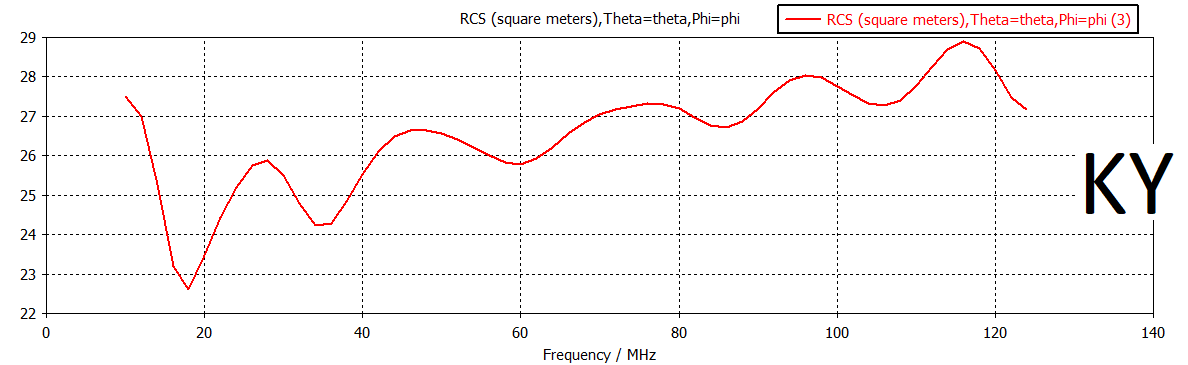 RCS (square meters),Theta=theta,Phi=phi
RCS (square meters),Theta=theta,Phi=phi (3)
29
28
27
26
25
24
23
22
KY
0 20 40 60 80 100 120 140
Frequency / MHz